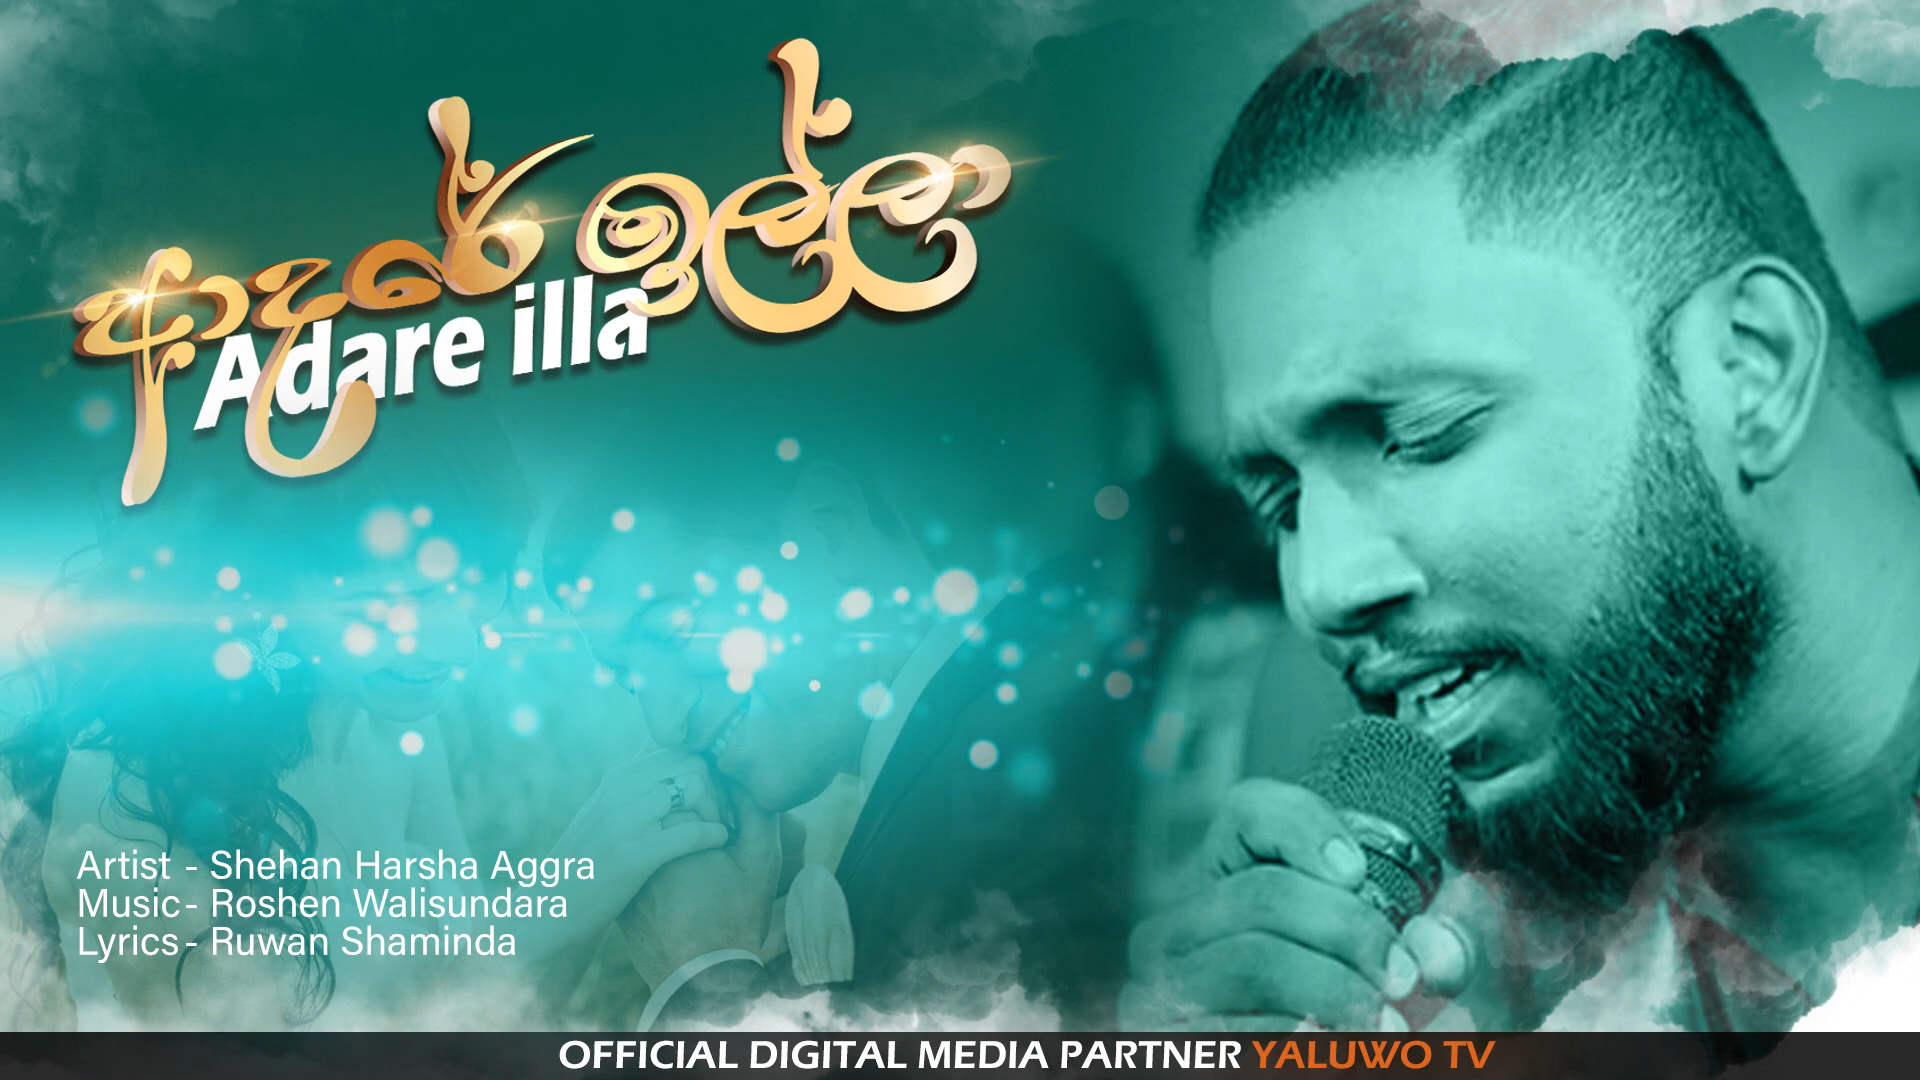 ආදරේ ඉල්ලා
Adare illa
Artist - Shehan Harsha Aggra
Music - Roshen Walisundara
Lyrics - Ruwan Shaminda
OFFICIAL DIGITAL MEDIA PARTNER YALUWO TV